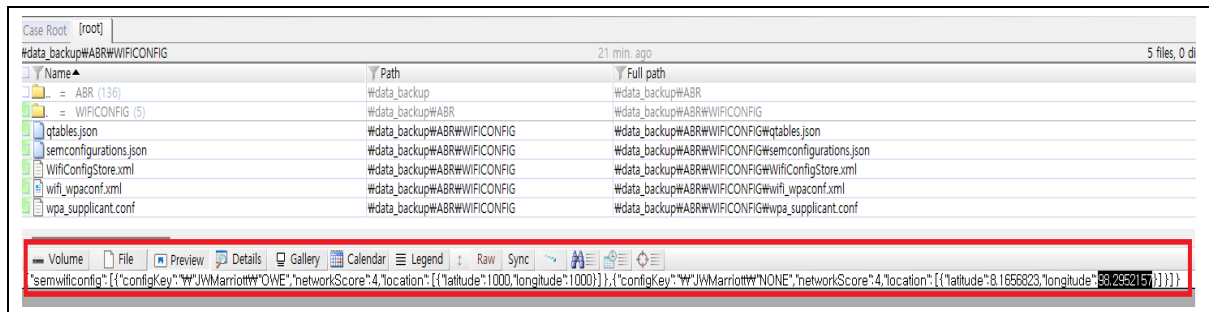 Case Root [root]
₩data_backup₩ABR₩WIFICONFIG 21 min. ago 5 files, 0 di
Name▲ Path Full path
.. = ABR (136) ₩data_backup ₩data_backup₩ABR
. = WIFICONFIG (5) ₩data_backup₩ABR ₩data_backup₩ABR₩WIFICONFIG
qtables.json ₩data_backup₩ABR₩WIFICONFIG ₩data_backup₩ABR₩WIFICONFIG₩qtables.json
semconfigurations.json ₩data_backup₩ABR₩WIFICONFIG ₩data_backup₩ABR₩WIFICONFIG₩semconfigurations.json
WifiConfigStore.xml ₩data_backup₩ABR₩WIFICONFIG ₩data_backup₩ABR₩WIFICONFIG₩WifiConfigStore.xml
wifi_wpaconf.xml ₩data_backup₩ABR₩WIFICONFIG ₩data_backup₩ABR₩WIFICONFIG₩wifi_wpaconf.xml
wpa_supplicant.conf ₩data_backup₩ABR₩WIFICONFIG ₩data_backup₩ABR₩WIFICONFIG₩wpa_supplicant.conf
Volume File Preview Details Gallery Calendar Legend Raw Sync
{"semwificonfig":[{"configKey":"₩"JWMarriott₩"OWE","networkScore":4,"location":[{"latitude":1000,"longitude":1000}]},{"configKey":"₩"JWMarriott₩"NONE","networkScore":4,"location":[{"latitude":8.1656823,"longitude":98.2952157}]}]}